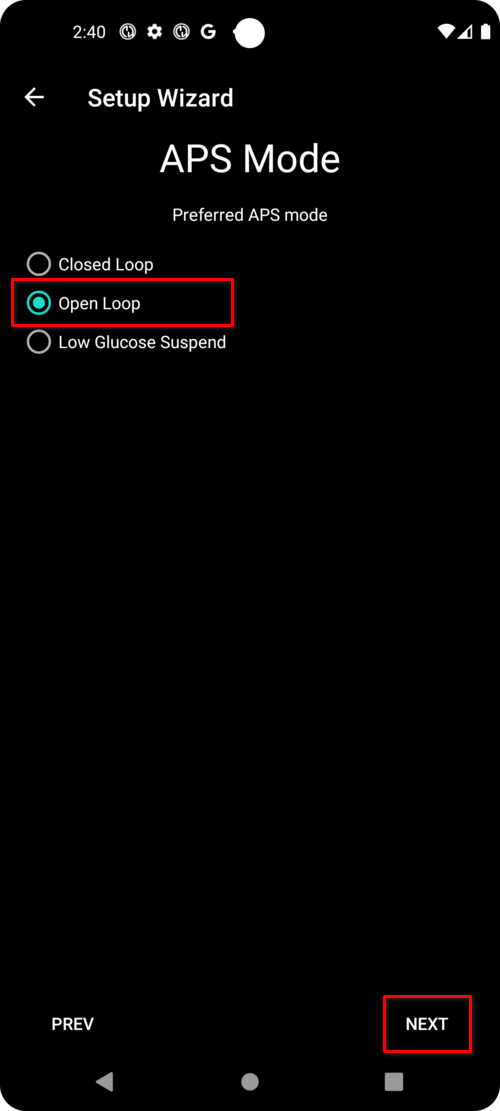 2:40
Setup Wizard
APS Mode
Preferred APS mode
Closed Loop
Open Loop
Low Glucose Suspend
PREV NEXT